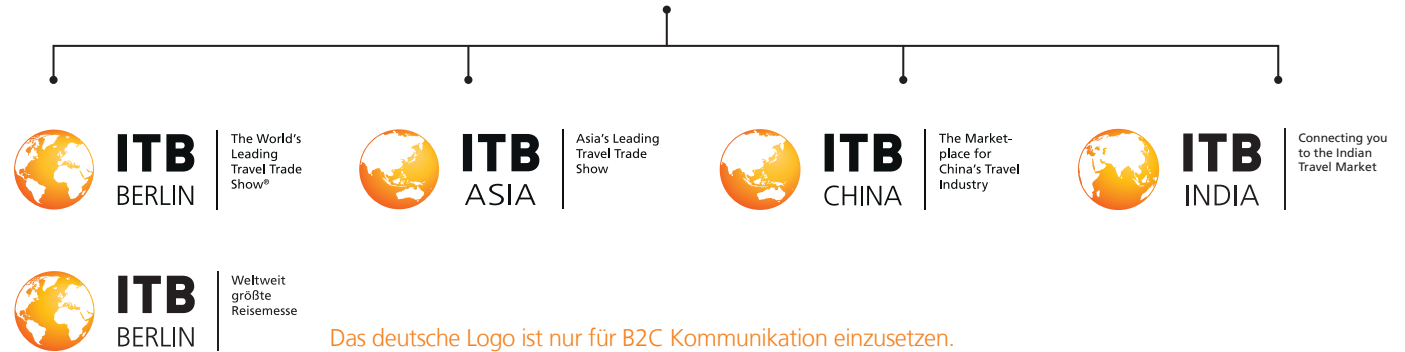 ITB
BERLIN
The World's
Leading
Travel Trade
Show®
ITB
ASIA
Asia's Leading
Travel Trade
Show
ITB
CHINA
The Market-
place for
China's Travel
Industry
ITB
INDIA
Connecting you
to the Indian
Travel Market
ITB
BERLIN
Weltweit
größte
Reisemesse
Das deutsche Logo ist nur für B2C Kommunikation einzusetzen.